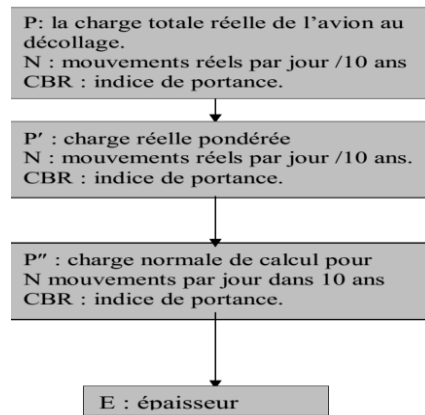 P: la charge totale réelle de l’avion au
décollage.
N : mouvements réels par jour /10 ans
CBR : indice de portance.
P′ : charge réelle pondérée
N : mouvements réels par jour /10 ans.
CBR : indice de portance.
P″ : charge normale de calcul pour
N mouvements par jour dans 10 ans
CBR : indice de portance.
E : épaisseur